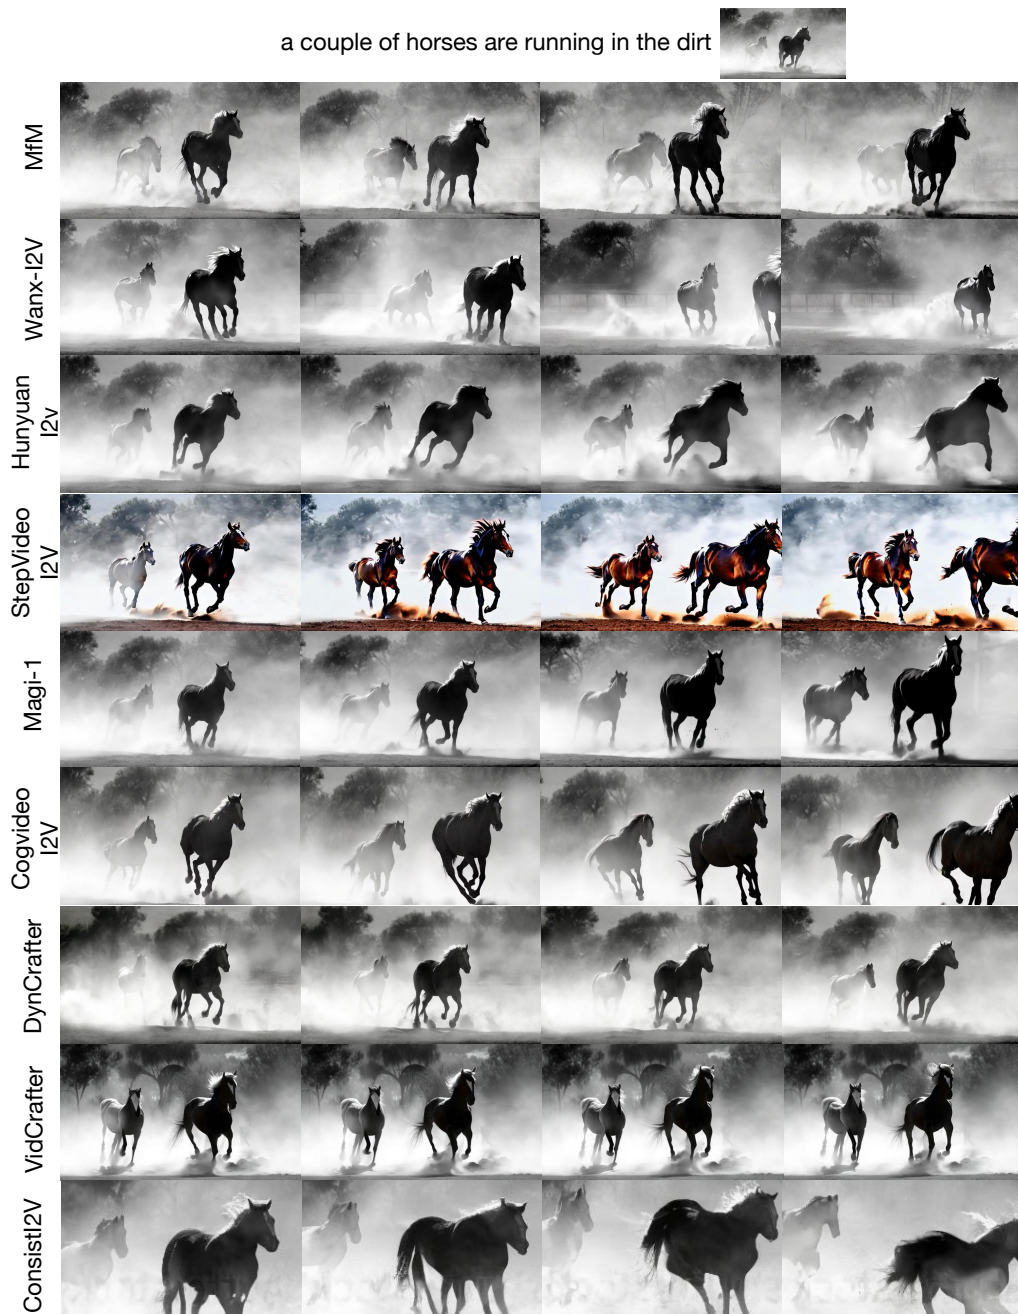 a couple of horses are running in the dirt
MfM
Wanx-I2V
Hunyuan
I2v
StepVideo
I2V
Magi-1
Cogvideo
I2V
DynCrafter
VidCrafter
ConsistI2V